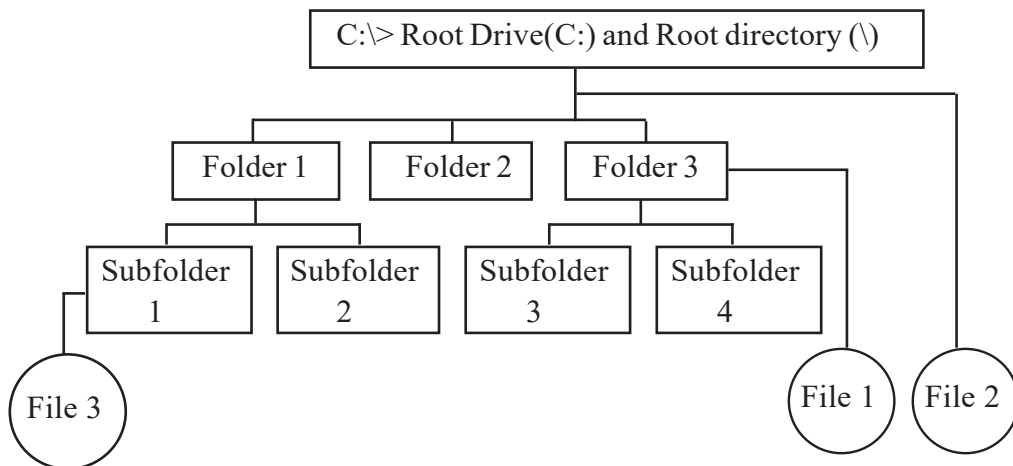 C:\> Root Drive(C:) and Root directory (\)
Folder 1
Folder 2
Folder 3
Subfolder
1
Subfolder
2
Subfolder
3
Subfolder
4
File 3
File 1
File 2